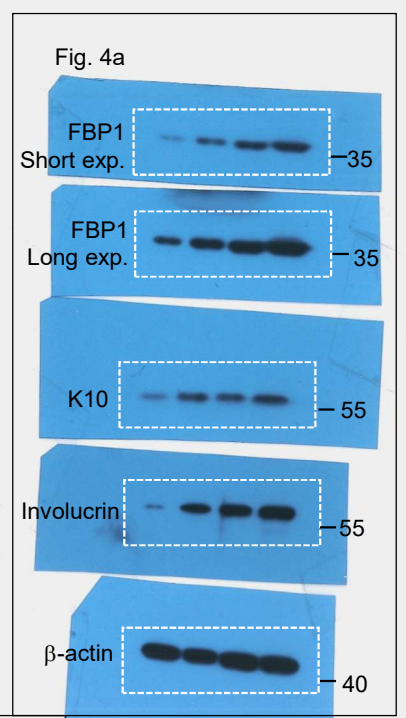 Fig. 4a
FBP1
Short exp.
35
FBP1
Long exp.
35
K10
55
Involucrin
55
β-actin
40